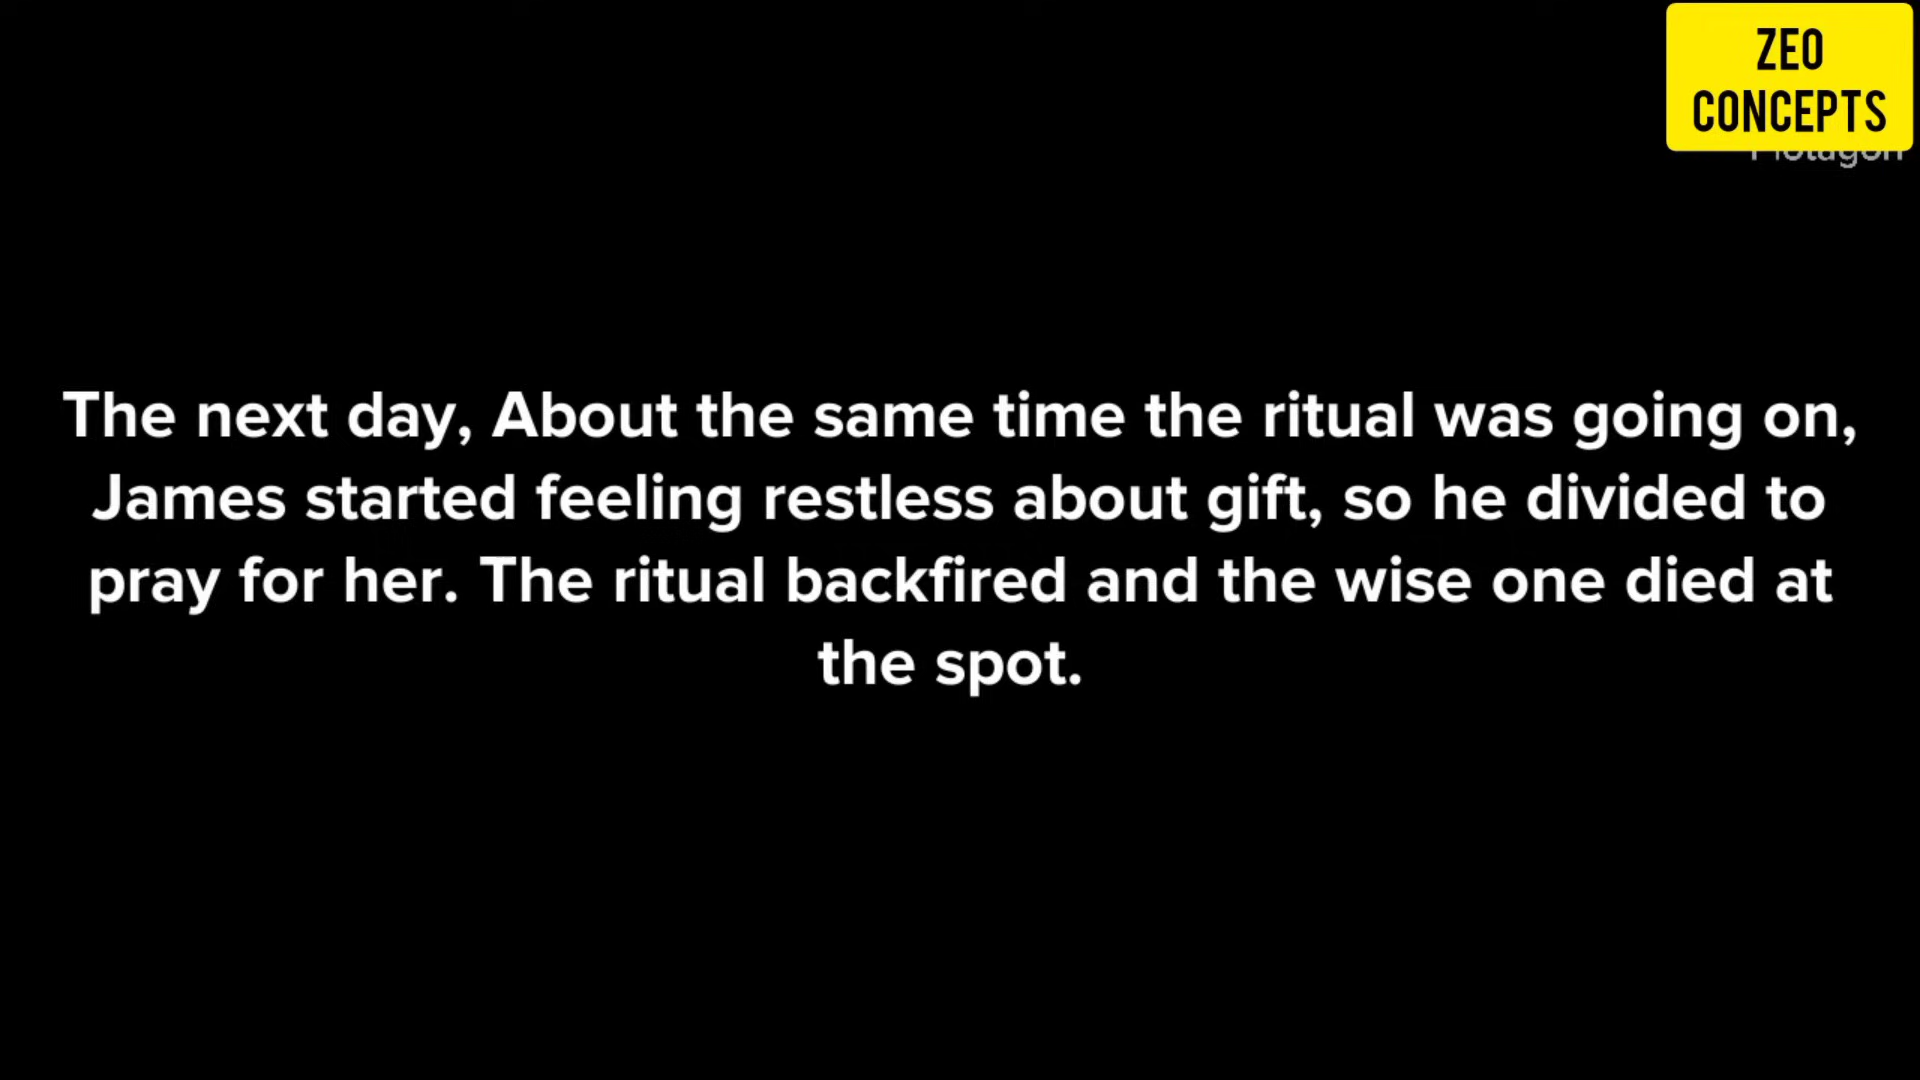 ZEO
CONCEPTS
The next day, About the same time the ritual was going on,
James started feeling restless about gift, so he divided to
pray for her. The ritual backfired and the wise one died at
the spot.